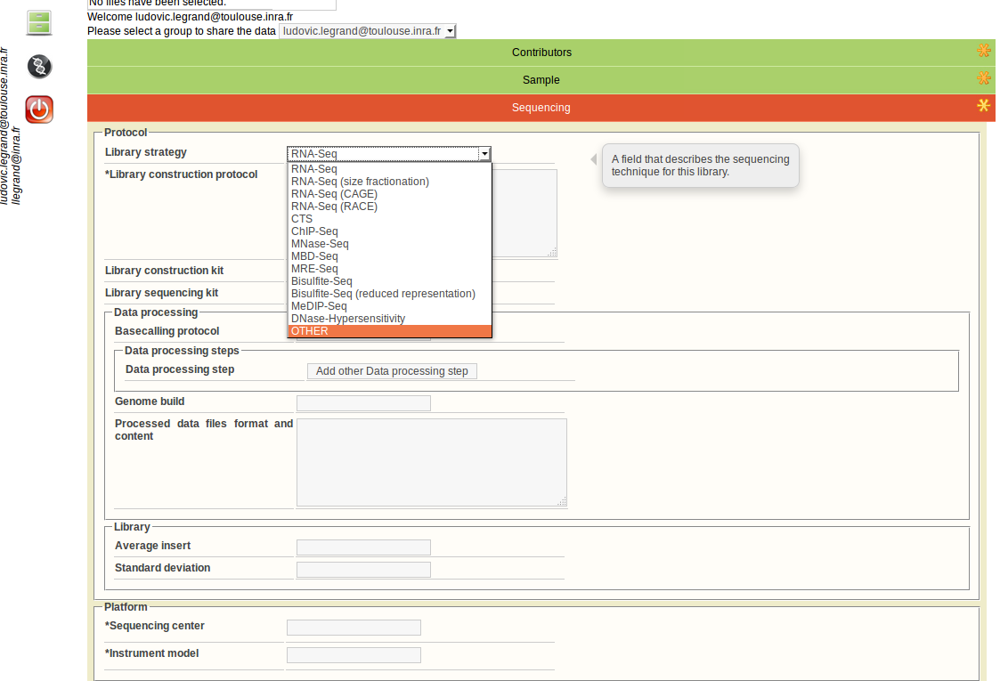 No files have been selected.
Welcome ludovic.legrand@toulouse.inra.fr
Please select a group to share the data ludovic.legrand@toulouse.inra.fr
ludovic.legrand@toulouse.inra.fr
llegrand@inra.fr
Contributors
Sample
Sequencing
Protocol
Library strategy RNA-Seq
A field that describes the sequencing
technique for this library.
*Library construction protocol
RNA-Seq
RNA-Seq (size fractionation)
RNA-Seq (CAGE)
RNA-Seq (RACE)
CTS
ChIP-Seq
MNase-Seq
MBD-Seq
MRE-Seq
Bisulfite-Seq
Bisulfite-Seq (reduced representation)
MeDIP-Seq
DNase-Hypersensitivity
OTHER
Library construction kit
Library sequencing kit
Data processing
Basecalling protocol
Data processing steps
Data processing step Add other Data processing step
Genome build
Processed data files format and
content
Library
Average insert
Standard deviation
Platform
*Sequencing center
*Instrument model